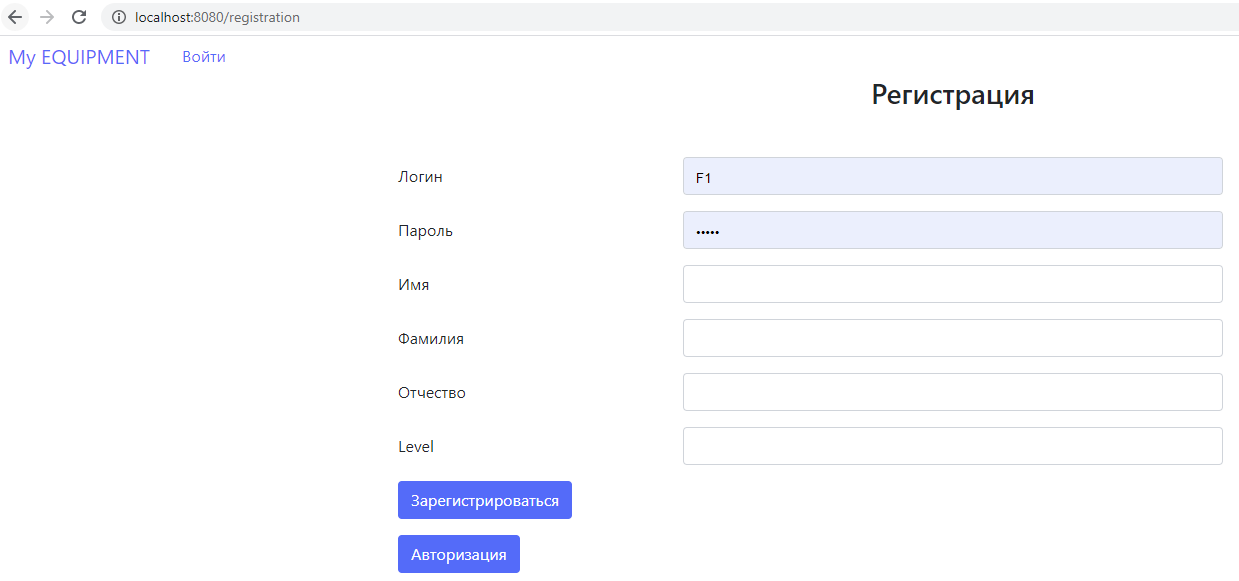 localhost:8080/registration
My EQUIPMENT Войти
Регистрация
Логин F1
Пароль •••••
Имя
Фамилия
Отчество
Level
Зарегистрироваться
Авторизация